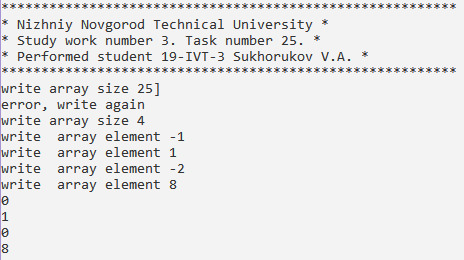 *********************************************************
* Nizhniy Novgorod Technical University *
* Study work number 3. Task number 25. *
* Performed student 19-IVT-3 Sukhorukov V.A. *
*********************************************************
write array size 25]
error, write again
write array size 4
write  array element -1
write  array element 1
write  array element -2
write  array element 8
0
1
0
8